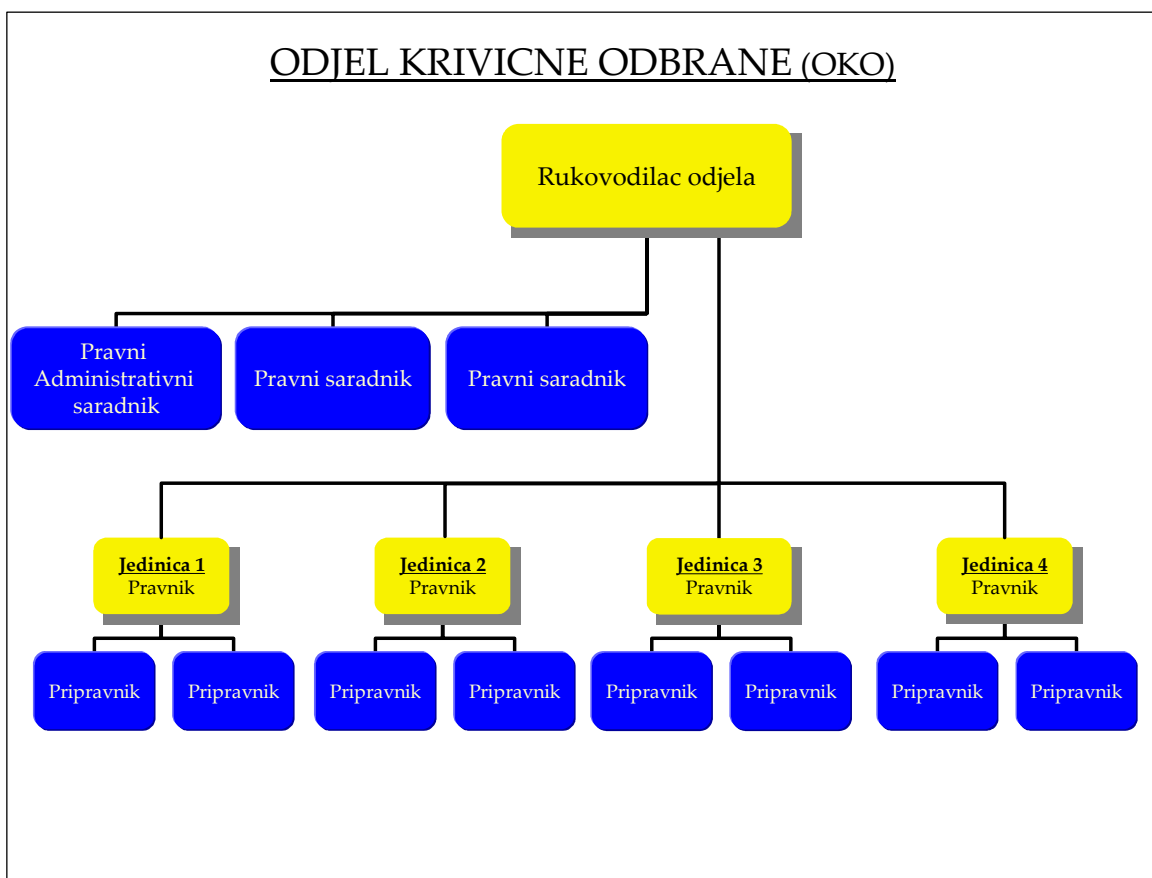 ODJEL KRIVICNE ODBRANE (OKO)
Rukovodilac odjela
Pravni
Administrativni
saradnik
Pravni saradnik
Pravni saradnik
Jedinica 1
Pravnik
Jedinica 2
Pravnik
Jedinica 3
Pravnik
Jedinica 4
Pravnik
Pripravnik
Pripravnik
Pripravnik
Pripravnik
Pripravnik
Pripravnik
Pripravnik
Pripravnik